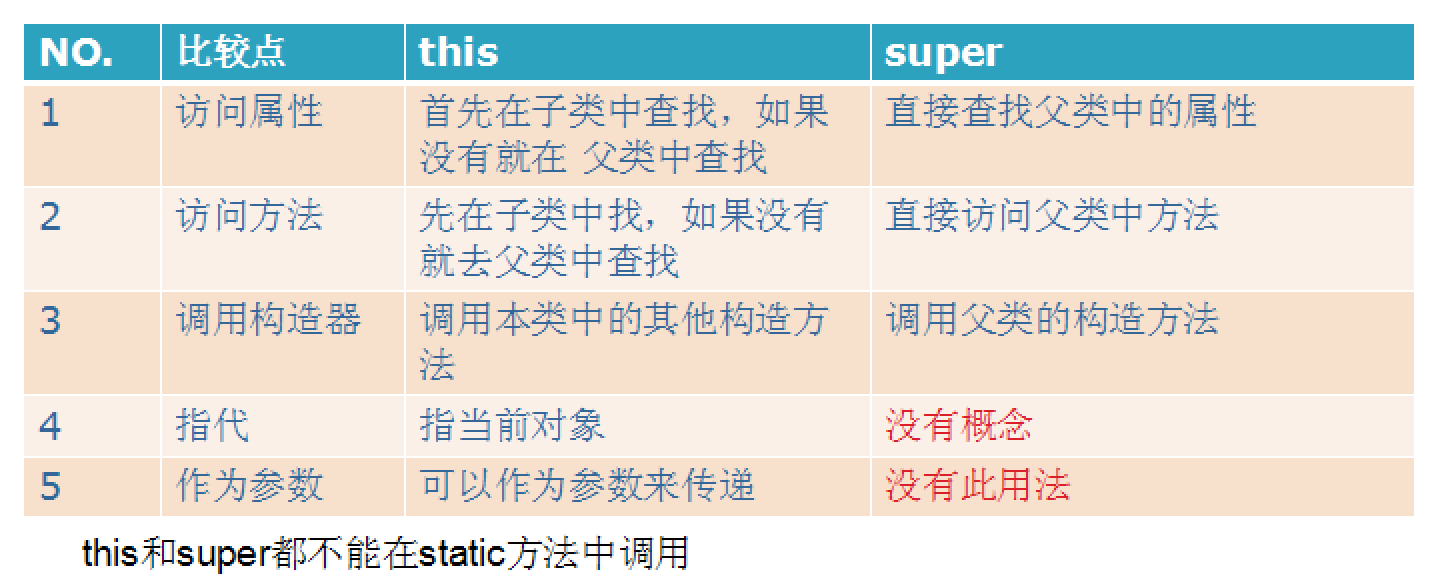 NO. 比较点 this super
1 访问属性 首先在子类中查找，如果 直接查找父类中的属性
没有就在 父类中查找
2 访问方法 先在子类中找，如果没有 直接访问父类中方法
就去父类中查找
3 调用构造器 调用本类中的其他构造方 调用父类的构造方法
法
4 指代 指当前对象 没有概念
5 作为参数 可以作为参数来传递 没有此用法
this和super都不能在static方法中调用